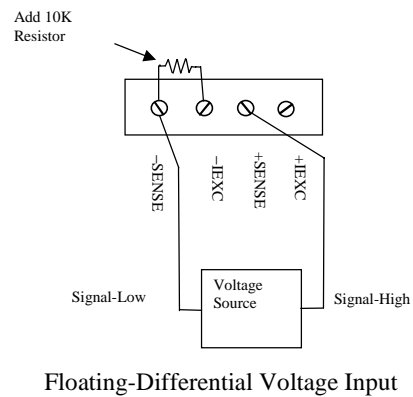 Add 10K
Resistor
–SENSE
–IEXC
+SENSE
+IEXC
Voltage
Source
Signal-Low
Signal-High
Floating-Differential Voltage Input